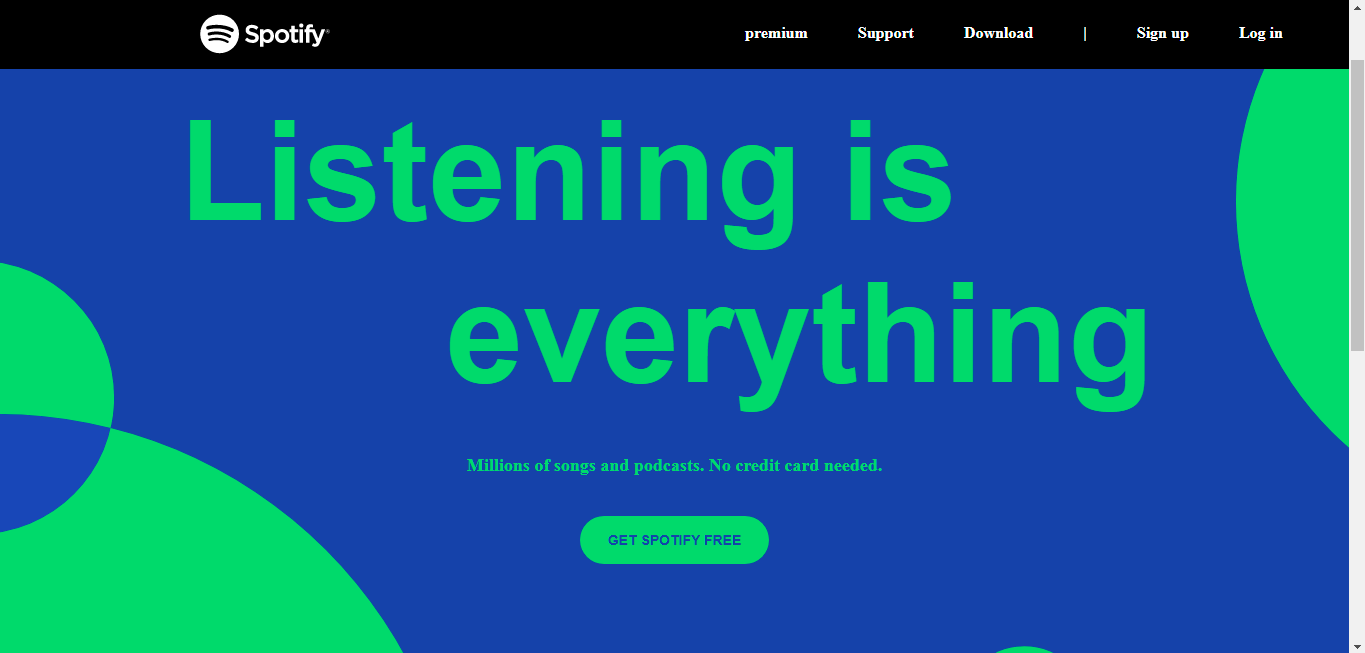 Spotify®
premium Support Download | Sign up Log in
Listening is
everything
Millions of songs and podcasts. No credit card needed.
GET SPOTIFY FREE